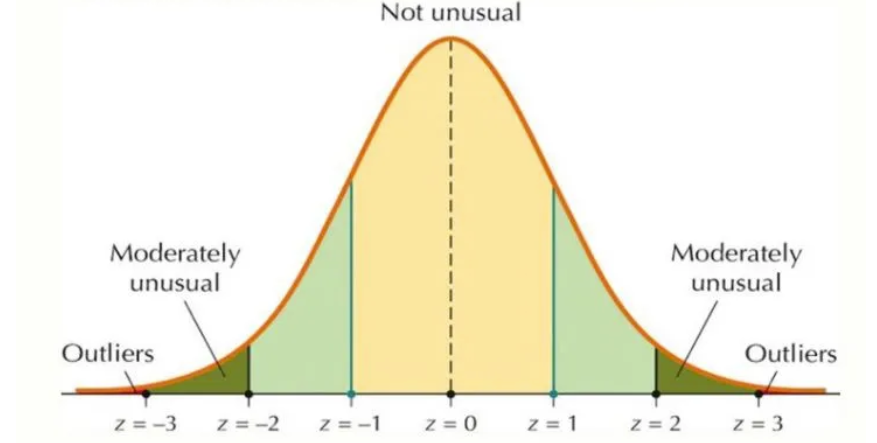 Not unusual
Moderately
unusual
Moderately
unusual
Outliers
Outliers
z = –3
z = –2
z = –1
z = 0
z = 1
z = 2
z = 3